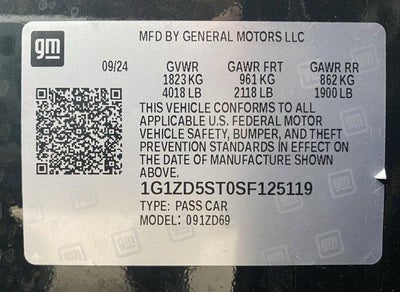 gm
MFD BY GENERAL MOTORS LLC
09/24 GVWR GAWR FRT GAWR RR
1823 KG 961 KG 862 KG
4018 LB 2118 LB 1900 LB
THIS VEHICLE CONFORMS TO ALL
APPLICABLE U.S. FEDERAL MOTOR
VEHICLE SAFETY, BUMPER, AND THEFT
PREVENTION STANDARDS IN EFFECT ON
THE DATE OF MANUFACTURE SHOWN
ABOVE.
1G1ZD5ST0SF125119
TYPE: PASS CAR
MODEL: 091ZD69